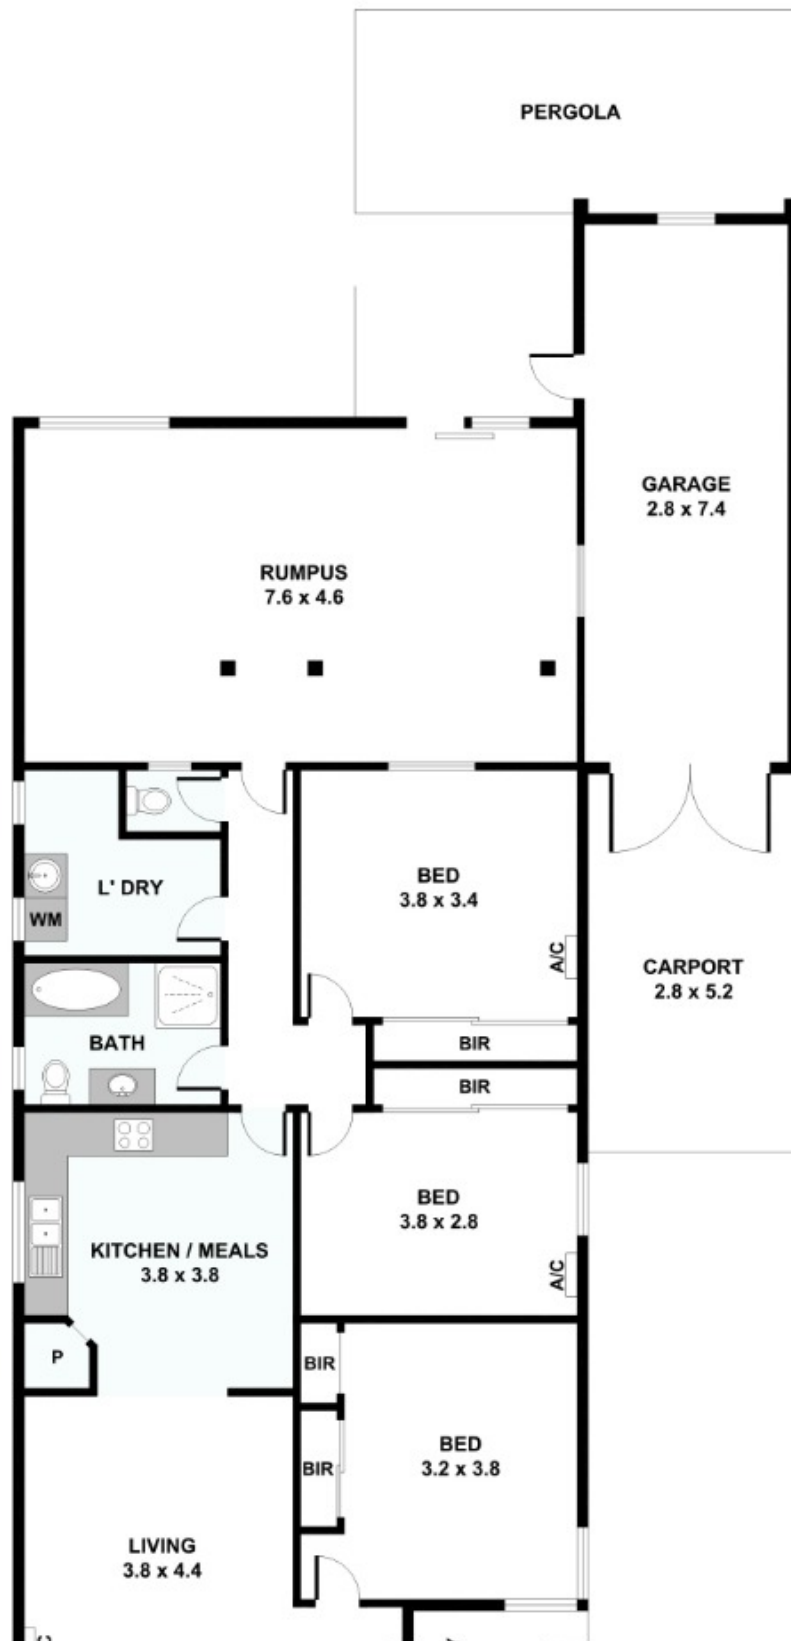 PERGOLA
GARAGE
2.8 x 7.4
RUMPUS
7.6 x 4.6
L' DRY
WM
BED
3.8 x 3.4
A/C
CARPORT
2.8 x 5.2
BATH
BIR
BIR
BED
3.8 x 2.8
A/C
KITCHEN / MEALS
3.8 x 3.8
P
BIR
BED
3.2 x 3.8
BIR
LIVING
3.8 x 4.4